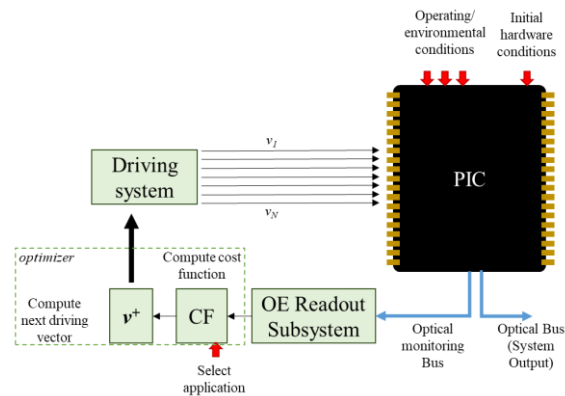 Operating/
environmental
conditions
Initial
hardware
conditions
v1
Driving
system
vN
PIC
optimizer
Compute cost
function
Compute
next driving
vector
v+
CF
OE Readout
Subsystem
Select
application
Optical
monitoring
Bus
Optical Bus
(System
Output)